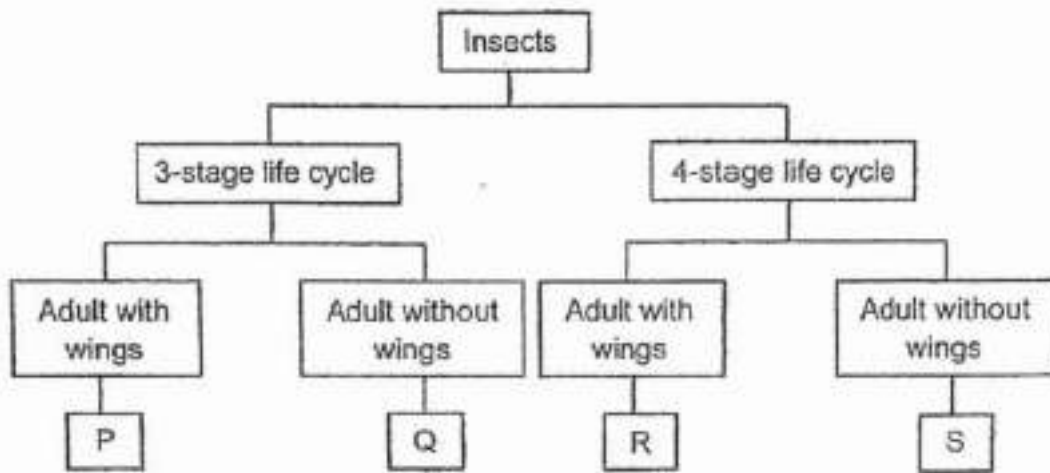 Insects
3-stage life cycle
4-stage life cycle
Adult with
wings
Adult without
wings
Adult with
wings
Adult without
wings
P
Q
R
S